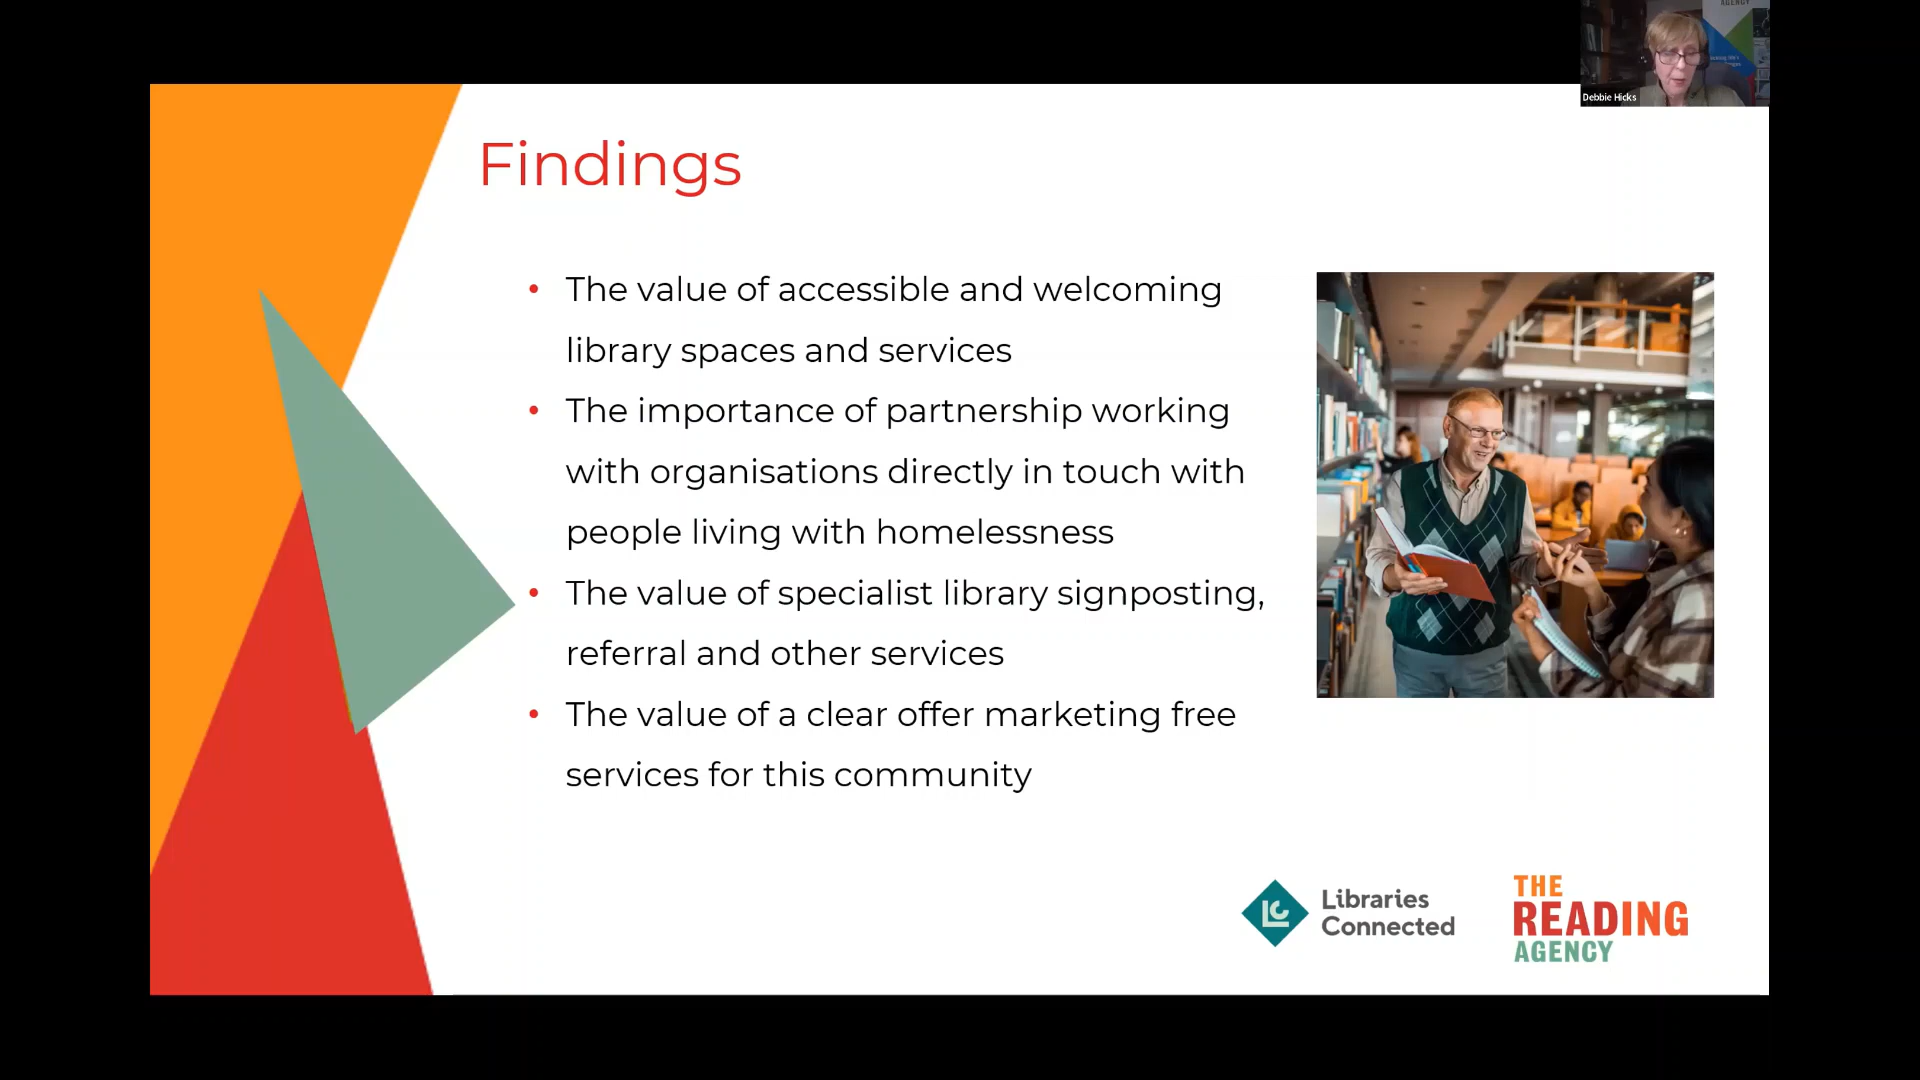 AGENCY
Debbie Hicks
Findings
• The value of accessible and welcoming
library spaces and services
• The importance of partnership working
with organisations directly in touch with
people living with homelessness
• The value of specialist library signposting,
referral and other services
• The value of a clear offer marketing free
services for this community
Libraries
Connected
THE
READING
AGENCY